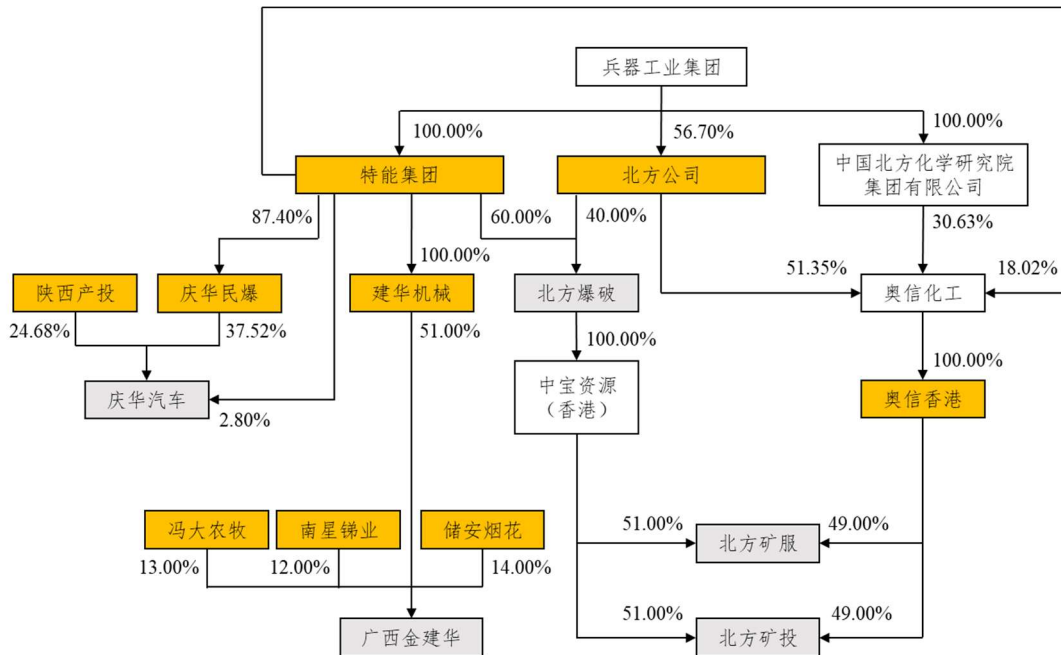 兵器工业集团
100.00%
56.70%
100.00%
特能集团
北方公司
中国北方化学研究院
集团有限公司
87.40%
60.00%
40.00%
30.63%
100.00%
51.35%
18.02%
陕西产投
庆华民爆
建华机械
北方爆破
奥信化工
24.68%
37.52%
51.00%
100.00%
100.00%
庆华汽车
2.80%
中宝资源
（香港）
奥信香港
冯大农牧
南星锑业
储安烟花
51.00%
北方矿服
49.00%
13.00%
12.00%
14.00%
51.00%
49.00%
广西金建华
北方矿投